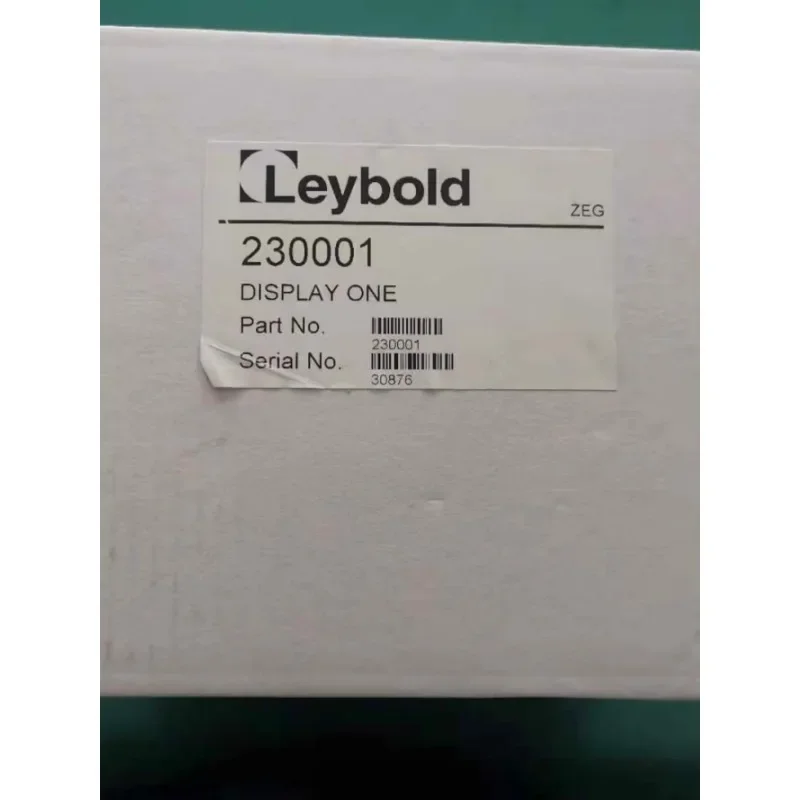 Leybold
ZEG
230001
DISPLAY ONE
Part No.
230001
Serial No.
30876